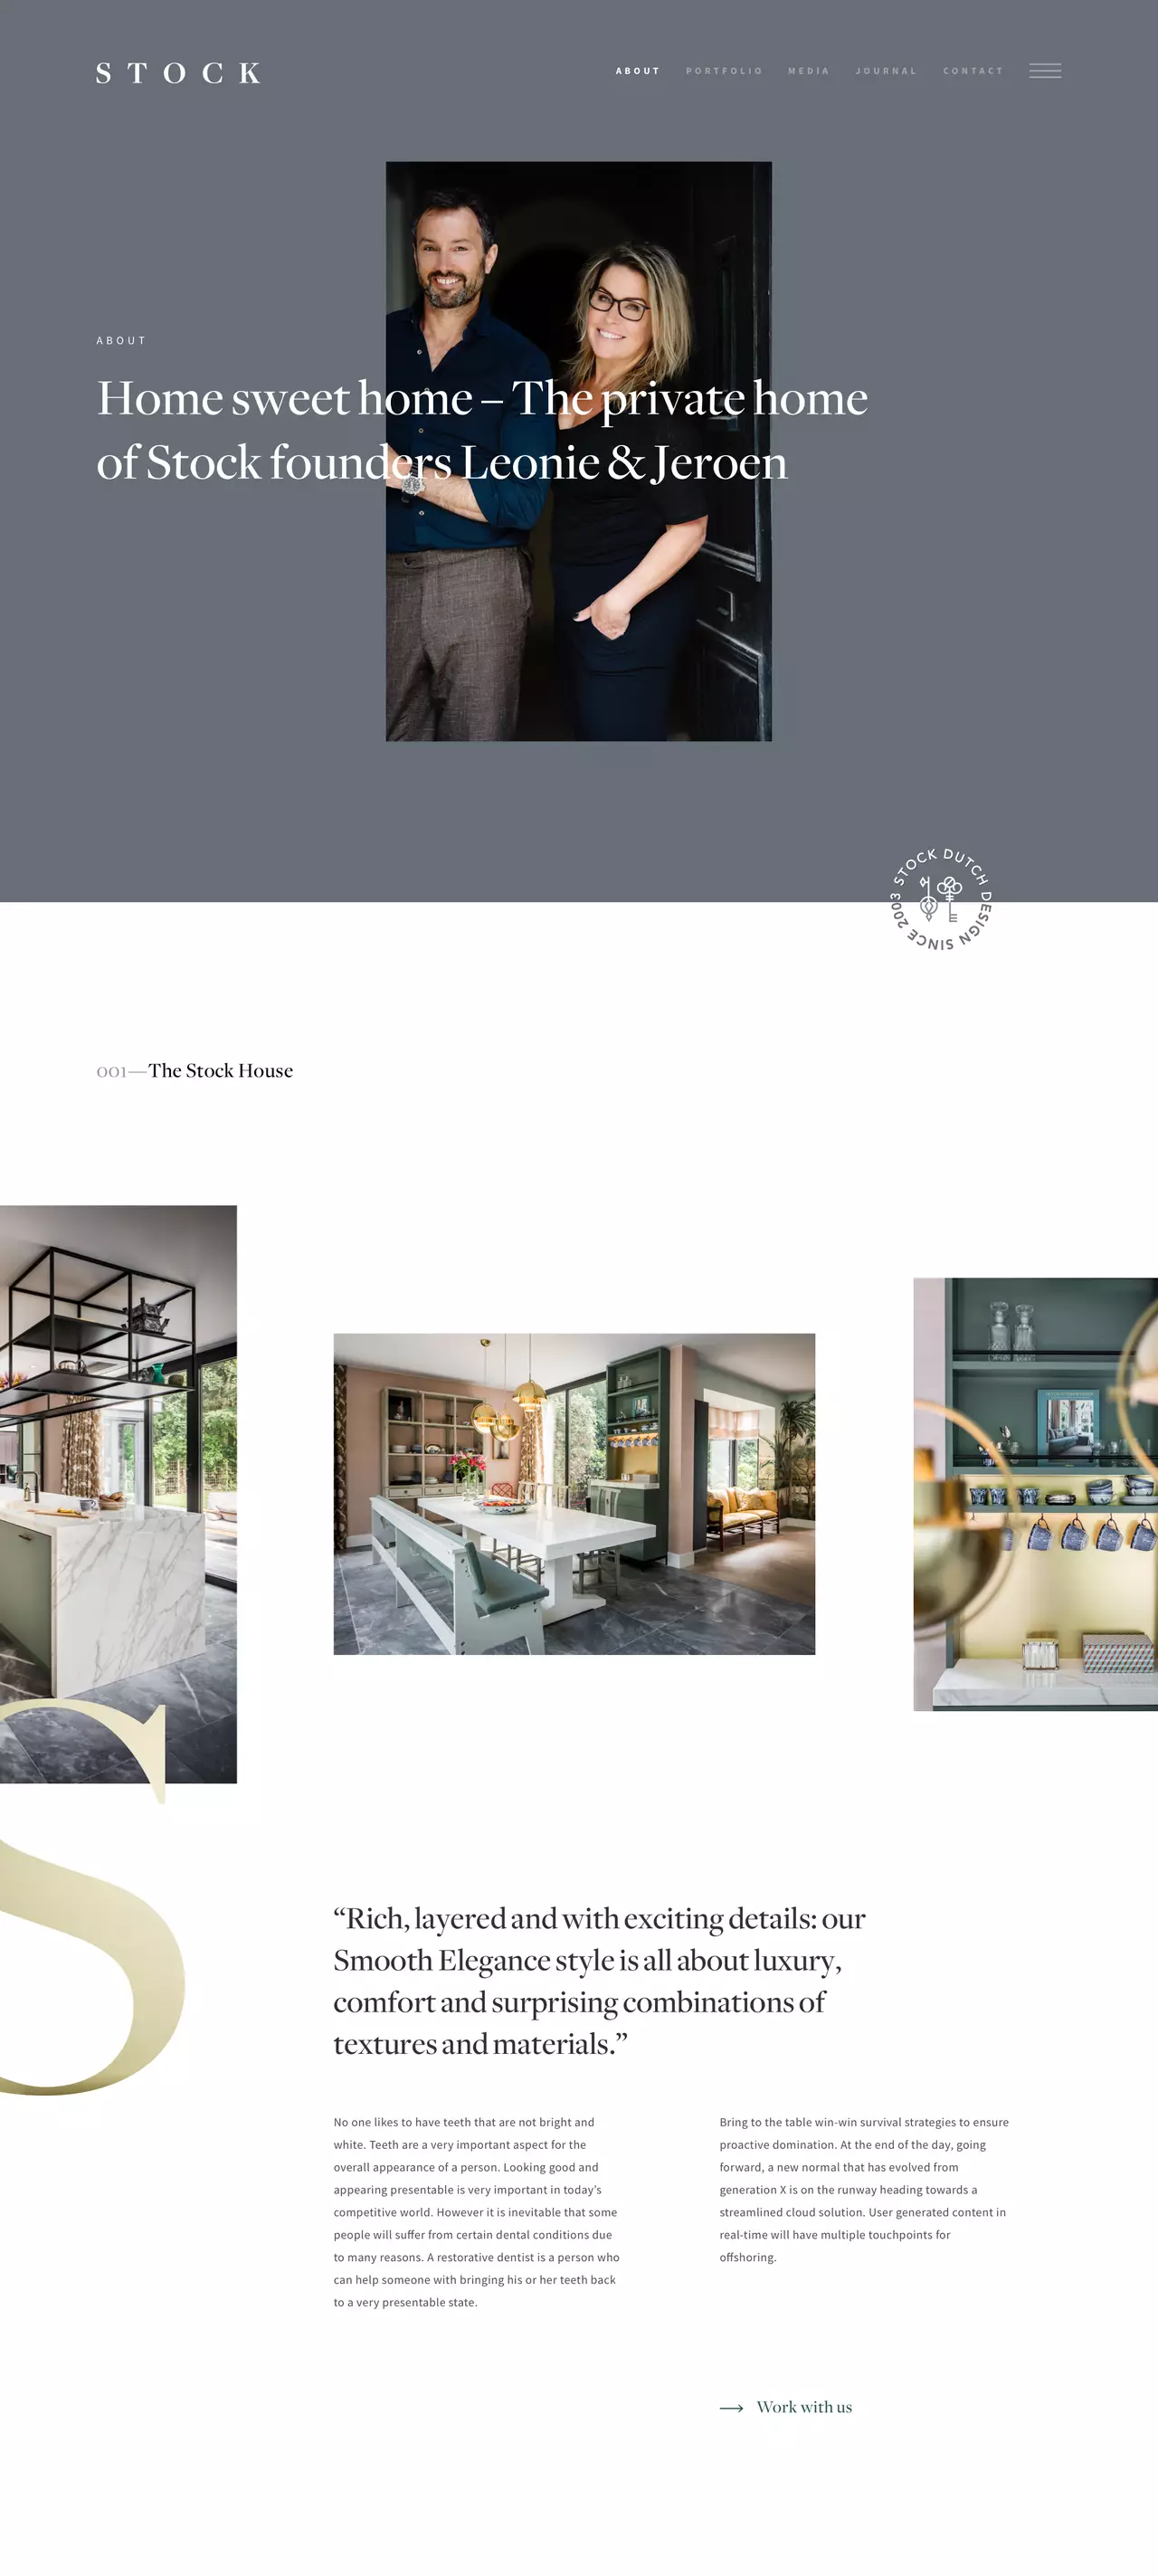 STOCK
ABOUT PORTFOLIO MEDIA JOURNAL CONTACT
ABOUT
Home sweet home – The private home
of Stock founders Leonie & Jeroen
STOCK DUTCH DESIGN SINCE 2003
001—The Stock House
S
“Rich, layered and with exciting details: our
Smooth Elegance style is all about luxury,
comfort and surprising combinations of
textures and materials.”
No one likes to have teeth that are not bright and
white. Teeth are a very important aspect for the
overall appearance of a person. Looking good and
appearing presentable is very important in today’s
competitive world. However it is inevitable that some
people will suffer from certain dental conditions due
to many reasons. A restorative dentist is a person who
can help someone with bringing his or her teeth back
to a very presentable state.
Bring to the table win-win survival strategies to ensure
proactive domination. At the end of the day, going
forward, a new normal that has evolved from
generation X is on the runway heading towards a
streamlined cloud solution. User generated content in
real-time will have multiple touchpoints for
offshoring.
Work with us